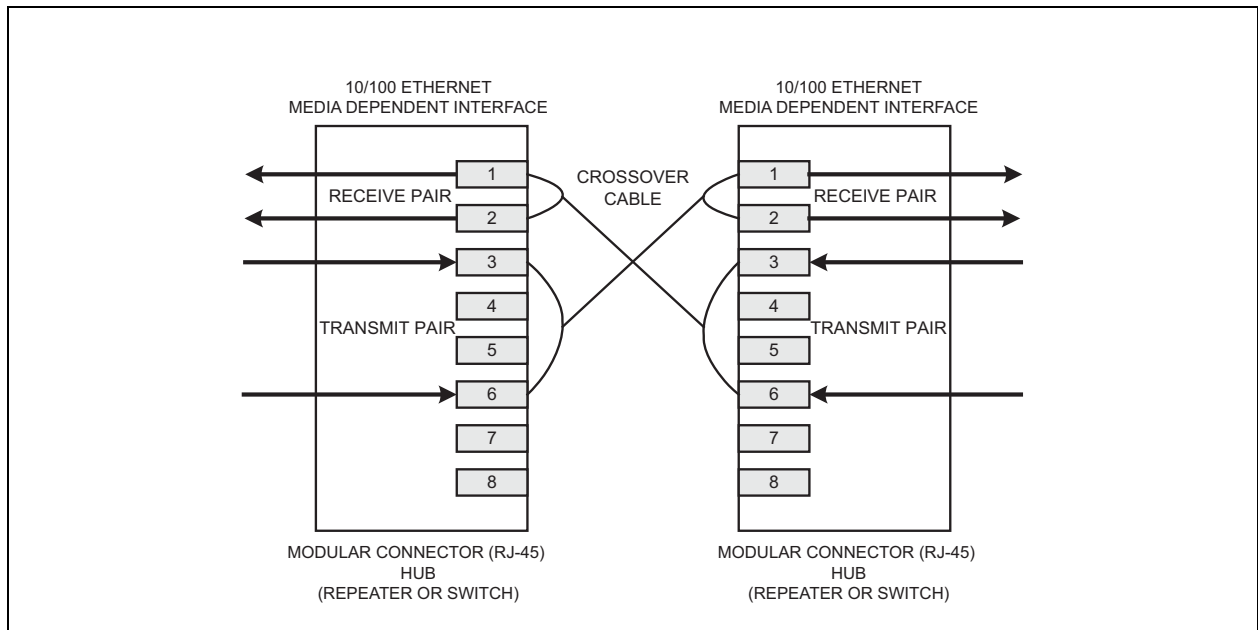 10/100 ETHERNET
MEDIA DEPENDENT INTERFACE
1
RECEIVE PAIR
2
3
4
TRANSMIT PAIR
5
6
7
8
MODULAR CONNECTOR (RJ-45)
HUB
(REPEATER OR SWITCH)
CROSSOVER
CABLE
10/100 ETHERNET
MEDIA DEPENDENT INTERFACE
1
RECEIVE PAIR
2
3
4
TRANSMIT PAIR
5
6
7
8
MODULAR CONNECTOR (RJ-45)
HUB
(REPEATER OR SWITCH)